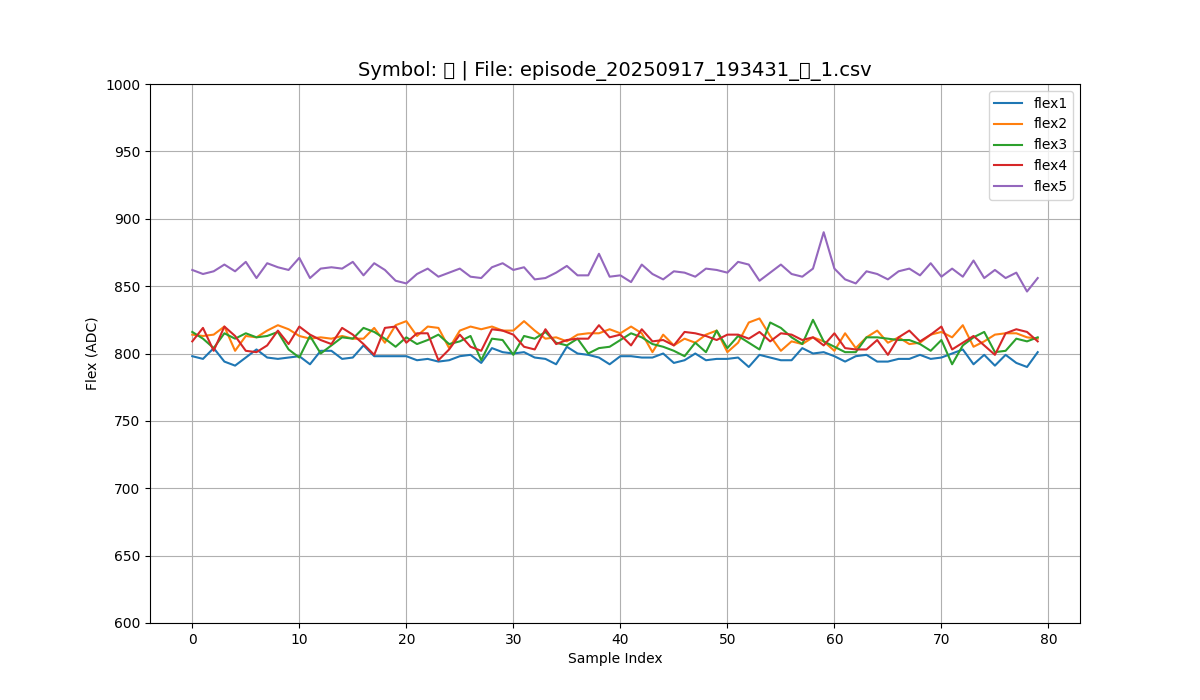 Symbol: ▯ | File: episode_20250917_193431_▯_1.csv
1000
950
900
850
800
750
700
650
600
Flex (ADC)
flex1
flex2
flex3
flex4
flex5
0 10 20 30 40 50 60 70 80
Sample Index